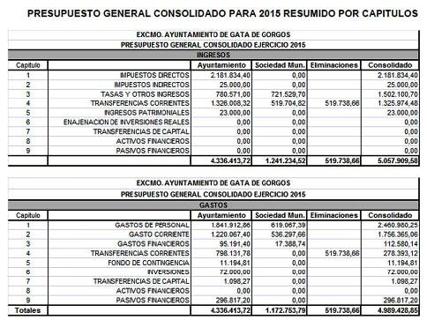 PRESUPUESTO GENERAL CONSOLIDADO PARA 2015 RESUMIDO POR CAPITULOS
EXCMO. AYUNTAMIENTO DE GATA DE GORGOS
PRESUPUESTO GENERAL CONSOLIDADO EJERCICIO 2015
INGRESOS
Capitulo Ayuntamiento Sociedad Mun. Eliminaciones Consolidado
1 IMPUESTOS DIRECTOS 2.181.834,40 0,00 2.181.834,40
2 IMPUESTOS INDIRECTOS 25.000,00 0,00 25.000,00
3 TASAS Y OTROS INGRESOS 780.571,00 721.529,70 1.502.100,70
4 TRANSFERENCIAS CORRIENTES 1.326.008,32 519.704,82 519.738,66 1.325.974,48
5 INGRESOS PATRIMONIALES 23.000,00 0,00 23.000,00
6 ENAJENACION DE INVERSIONES REALES 0,00 0,00 0,00
7 TRANSFERENCIAS DE CAPITAL 0,00 0,00 0,00
8 ACTIVOS FINANCIEROS 0,00 0,00 0,00
9 PASIVOS FINANCIEROS 0,00 0,00 0,00
4.336.413,72 1.241.234,52 519.738,66 5.057.909,58
EXCMO. AYUNTAMIENTO DE GATA DE GORGOS
PRESUPUESTO GENERAL CONSOLIDADO EJERCICIO 2015
GASTOS
Capitulo Ayuntamiento Sociedad Mun. Eliminaciones Consolidado
1 GASTOS DE PERSONAL 1.841.912,86 619.067,39 2.460.980,25
2 GASTO CORRIENTE 1.220.067,40 536.297,66 1.756.365,06
3 GASTOS FINANCIEROS 95.191,40 17.388,74 112.580,14
4 TRANSFERENCIAS CORRIENTES 798.131,78 0,00 519.738,66 278.393,12
5 FONDO DE CONTINGENCIA 11.194,81 0,00 11.194,81
6 INVERSIONES 72.000,00 0,00 72.000,00
7 TRANSFERENCIAS DE CAPITAL 1.098,27 0,00 1.098,27
8 ACTIVOS FINANCIEROS 0,00 0,00 0,00
9 PASIVOS FINANCIEROS 296.817,20 0,00 296.817,20
Totales 4.336.413,72 1.172.753,79 519.738,66 4.989.428,85